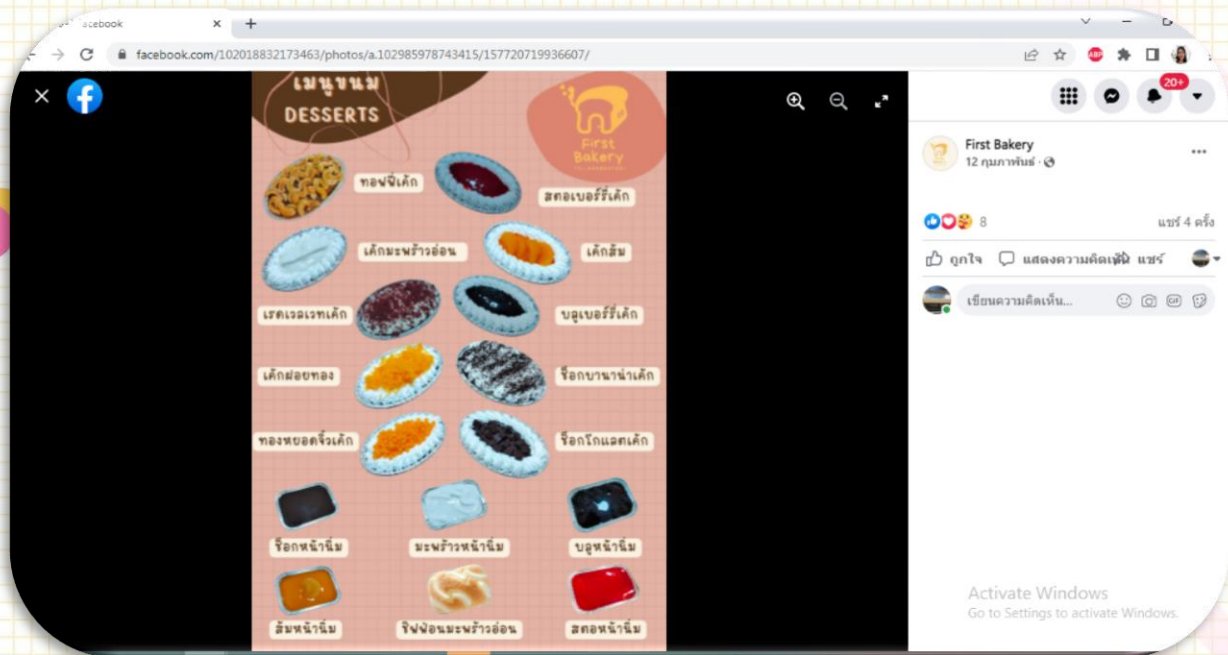 facebook.com/102018832173463/photos/a.102985978743415/157720719936607/
เมนูขนม
DESSERTS
First
Bakery
ทอฟฟี่เค้ก
สตอเบอร์รี่เค้ก
เค้กมะพร้าวอ่อน
เค้กส้ม
เรดเวลเวทเค้ก
บลูเบอร์รี่เค้ก
เค้กฝอยทอง
ช็อกบานาน่าเค้ก
ทองหยอดจิ๋วเค้ก
ช็อกโกแลตเค้ก
ช็อกหน้านิ่ม
มะพร้าวหน้านิ่ม
บลูหน้านิ่ม
ส้มหน้านิ่ม
ชิฟฟ่อนมะพร้าวอ่อน
สตอหน้านิ่ม
ABP
20+
First Bakery
12 กุมภาพันธ์ ·
8
แชร์ 4 ครั้ง
ถูกใจ
แสดงความคิดเห็น
แชร์
เขียนความคิดเห็น...
GIF
Activate Windows
Go to Settings to activate Windows.